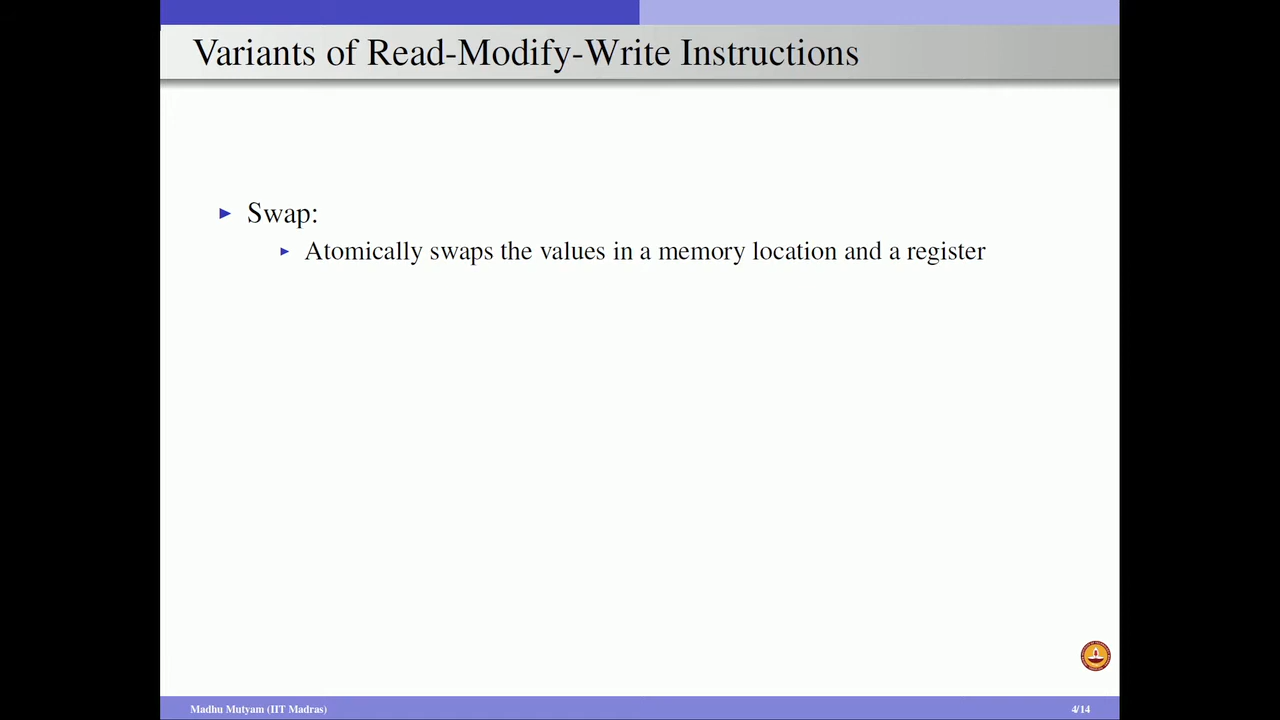 Variants of Read-Modify-Write Instructions
Swap:
Atomically swaps the values in a memory location and a register
Madhu Mutyam (IIT Madras)
4/14